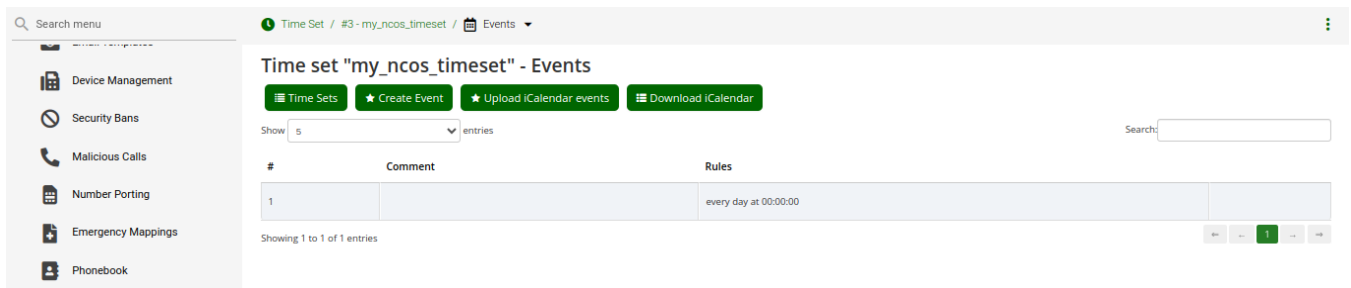 Search menu
Time Set / #3 - my_ncos_timeset / Events
Email Templates
Device Management
Security Bans
Malicious Calls
Number Porting
Emergency Mappings
Phonebook
Time set "my_ncos_timeset" - Events
Time Sets
Create Event
Upload iCalendar events
Download iCalendar
Show 5 entries
Search:
# Comment Rules
1 every day at 00:00:00
Showing 1 to 1 of 1 entries
⇐ ← 1 → ⇒